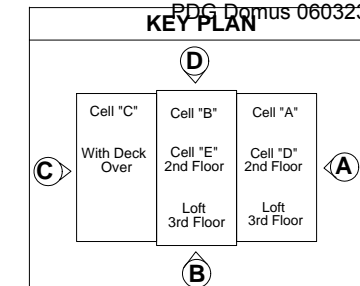 PDG Domus 060323
KEY PLAN
D
Cell "C"
With Deck
Over
Cell "B"
Cell "E"
2nd Floor
Loft
3rd Floor
Cell "A"
Cell "D"
2nd Floor
Loft
3rd Floor
C
A
B